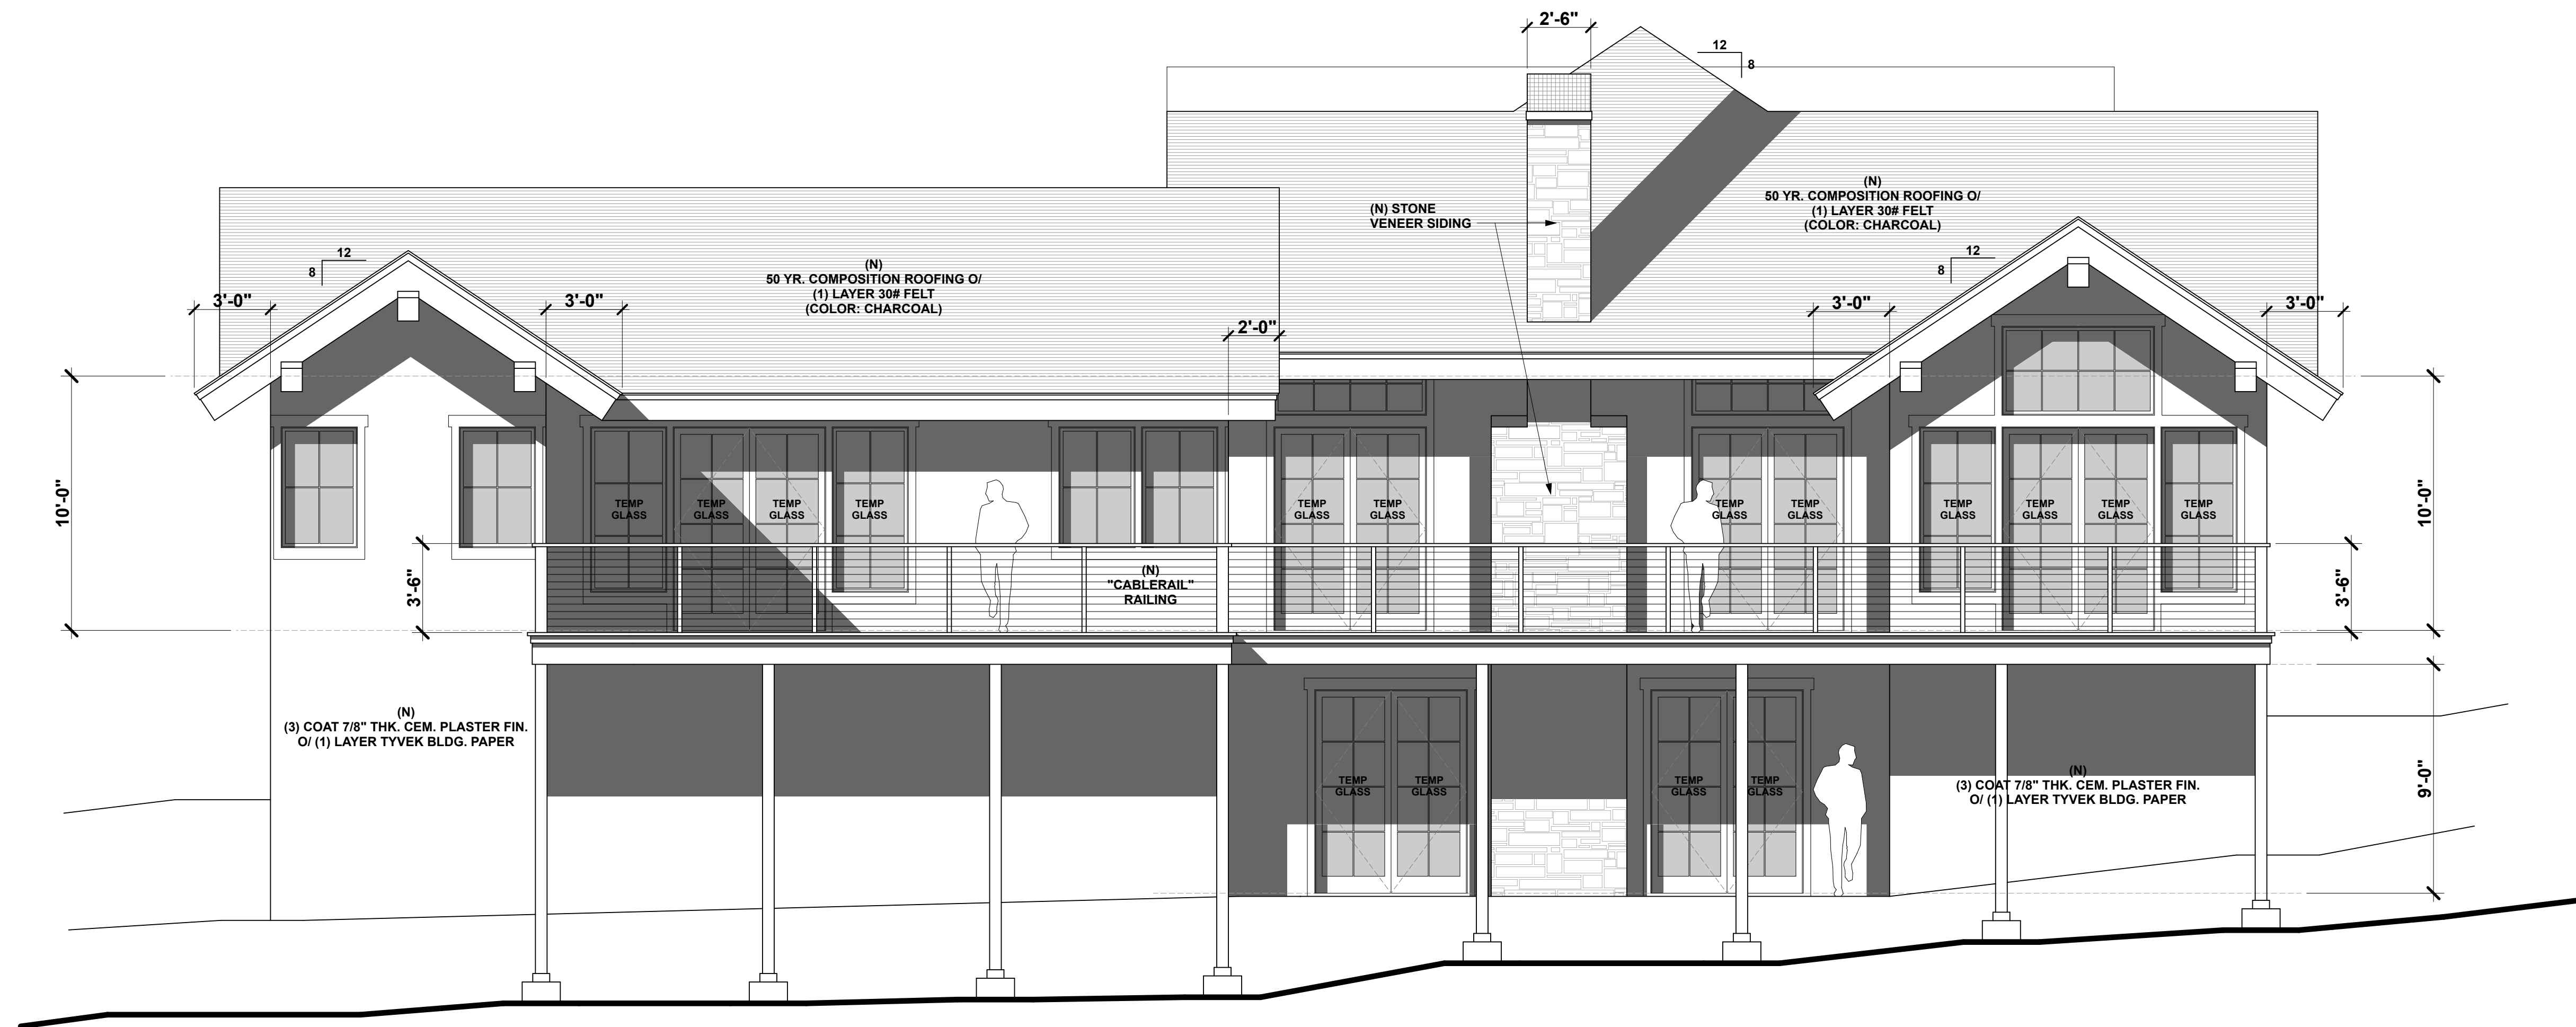 2'-6"
12
8
(N)
50 YR. COMPOSITION ROOFING O/
(1) LAYER 30# FELT
(COLOR: CHARCOAL)
(N) STONE
VENEER SIDING
12
8
12
8
(N)
50 YR. COMPOSITION ROOFING O/
(1) LAYER 30# FELT
(COLOR: CHARCOAL)
3'-0"
3'-0"
3'-0"
3'-0"
2'-0"
10'-0"
10'-0"
TEMP
GLASS
TEMP
GLASS
TEMP
GLASS
TEMP
GLASS
TEMP
GLASS
TEMP
GLASS
TEMP
GLASS
TEMP
GLASS
TEMP
GLASS
TEMP
GLASS
TEMP
GLASS
TEMP
GLASS
3'-6"
(N)
"CABLERAIL"
RAILING
3'-6"
(N)
(3) COAT 7/8" THK. CEM. PLASTER FIN.
O/ (1) LAYER TYVEK BLDG. PAPER
TEMP
GLASS
TEMP
GLASS
TEMP
GLASS
TEMP
GLASS
(N)
(3) COAT 7/8" THK. CEM. PLASTER FIN.
O/ (1) LAYER TYVEK BLDG. PAPER
9'-0"